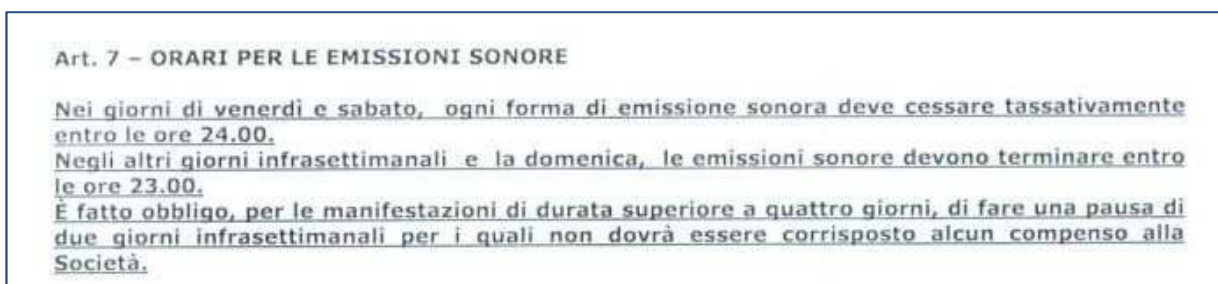 Art. 7 – ORARI PER LE EMISSIONI SONORE
Nei giorni di venerdì e sabato, ogni forma di emissione sonora deve cessare tassativamente
entro le ore 24.00.
Negli altri giorni infrasettimanali e la domenica, le emissioni sonore devono terminare entro
le ore 23.00.
È fatto obbligo, per le manifestazioni di durata superiore a quattro giorni, di fare una pausa di
due giorni infrasettimanali per i quali non dovrà essere corrisposto alcun compenso alla
Società.